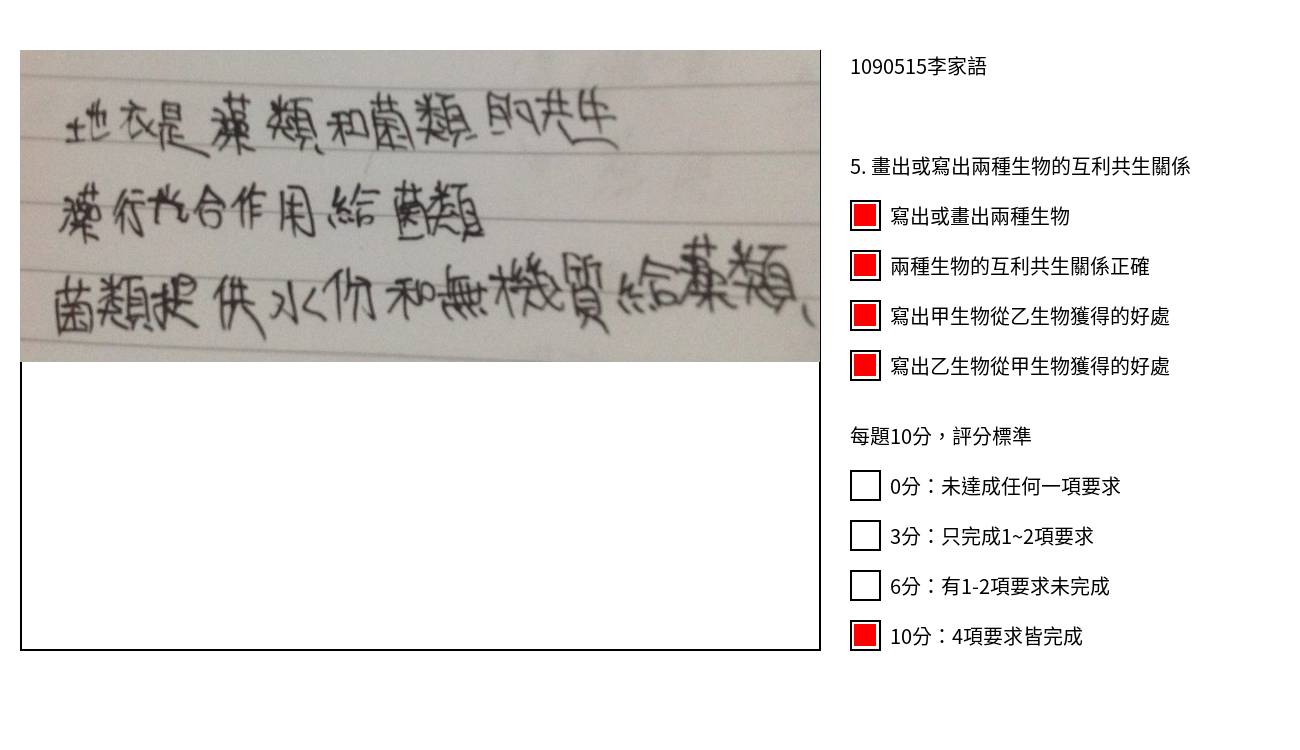 地衣是藻類和菌類的共生
藻行光合作用給菌類
菌類提供水份和無機質給藻類、
1090515李家語
5. 畫出或寫出兩種生物的互利共生關係
寫出或畫出兩種生物
兩種生物的互利共生關係正確
寫出甲生物從乙生物獲得的好處
寫出乙生物從甲生物獲得的好處
每題10分，評分標準
0分：未達成任何一項要求
3分：只完成1~2項要求
6分：有1-2項要求未完成
10分：4項要求皆完成